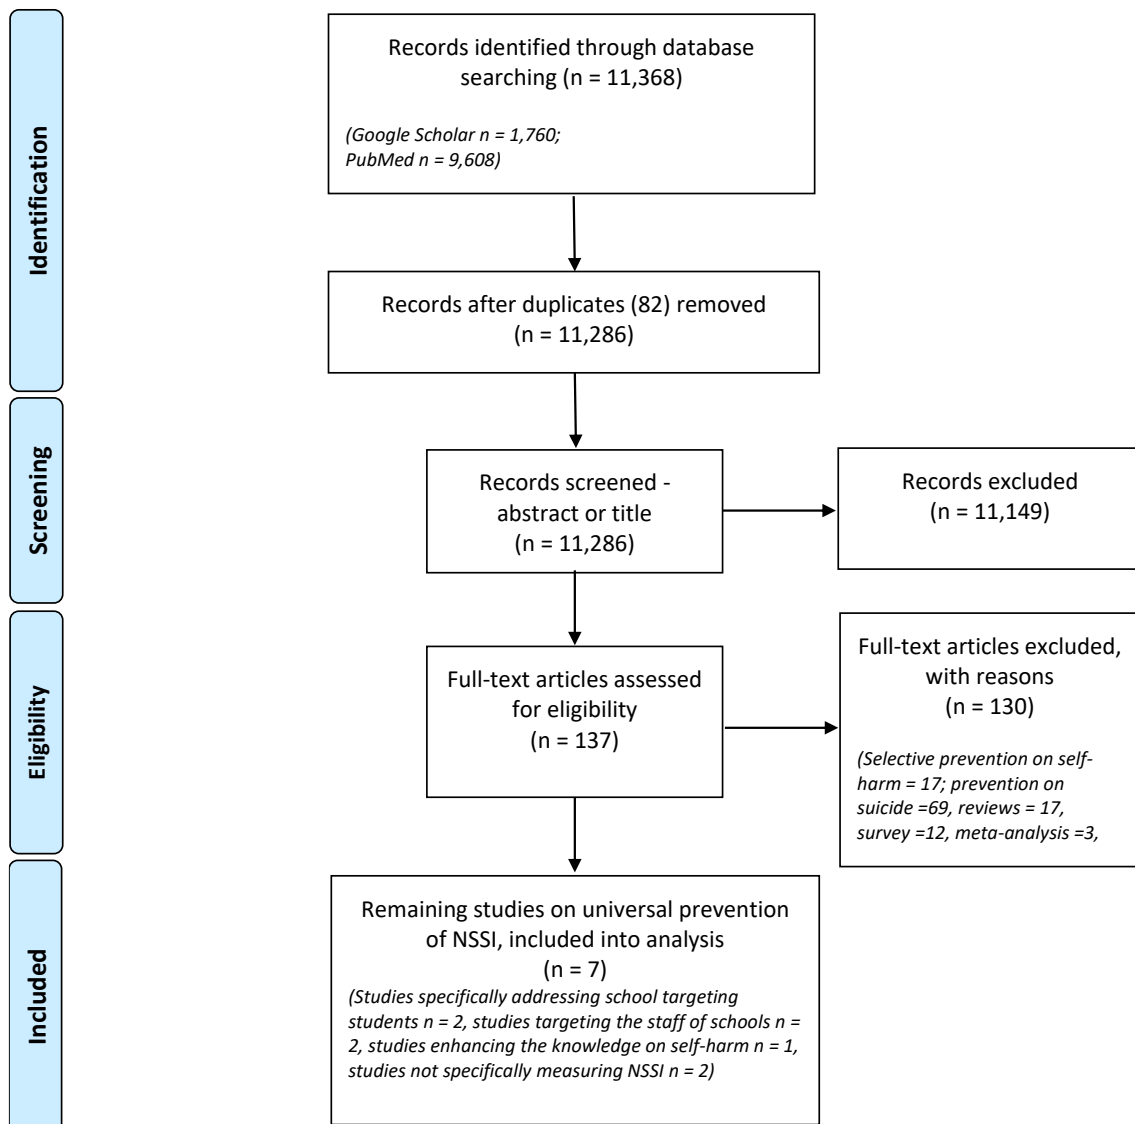 Identification
Records identified through database
searching (n = 11,368)
(Google Scholar n = 1,760;
PubMed n = 9,608)
Records after duplicates (82) removed
(n = 11,286)
Screening
Records screened -
abstract or title
(n = 11,286)
Records excluded
(n = 11,149)
Eligibility
Full-text articles assessed
for eligibility
(n = 137)
Full-text articles excluded,
with reasons
(n = 130)
(Selective prevention on self-
harm = 17; prevention on
suicide =69, reviews = 17,
survey =12, meta-analysis =3,
Included
Remaining studies on universal prevention
of NSSI, included into analysis
(n = 7)
(Studies specifically addressing school targeting
students n = 2, studies targeting the staff of schools n =
2, studies enhancing the knowledge on self-harm n = 1,
studies not specifically measuring NSSI n = 2)